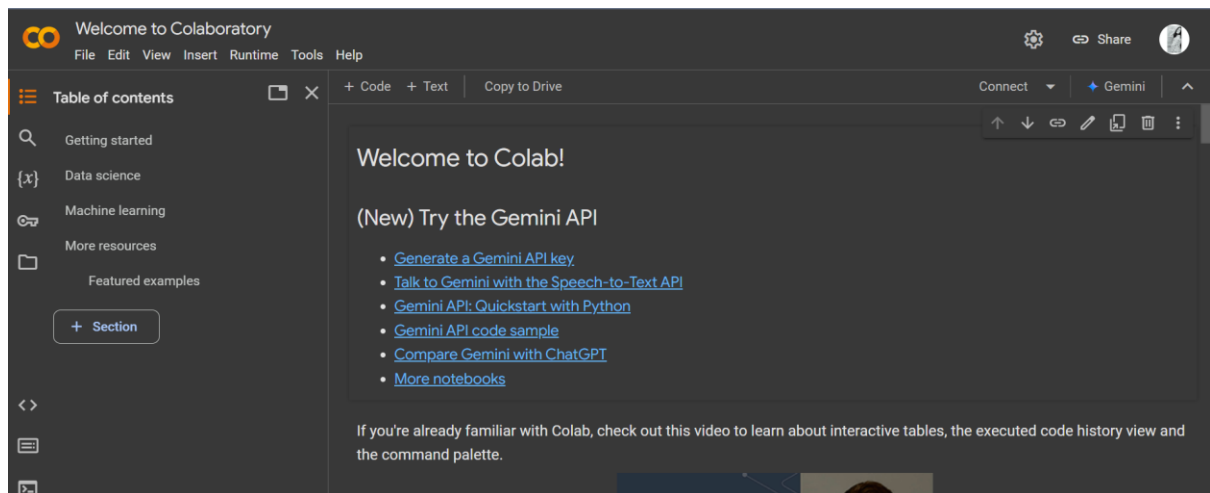 Welcome to Colaboratory
File Edit View Insert Runtime Tools Help
Share
Table of contents
+ Code + Text Copy to Drive
Connect Gemini
Getting started
Data science
{x}
Machine learning
More resources
Featured examples
+ Section
Welcome to Colab!
(New) Try the Gemini API
• Generate a Gemini API key
• Talk to Gemini with the Speech-to-Text API
• Gemini API: Quickstart with Python
• Gemini API code sample
• Compare Gemini with ChatGPT
• More notebooks
If you're already familiar with Colab, check out this video to learn about interactive tables, the executed code history view and
the command palette.